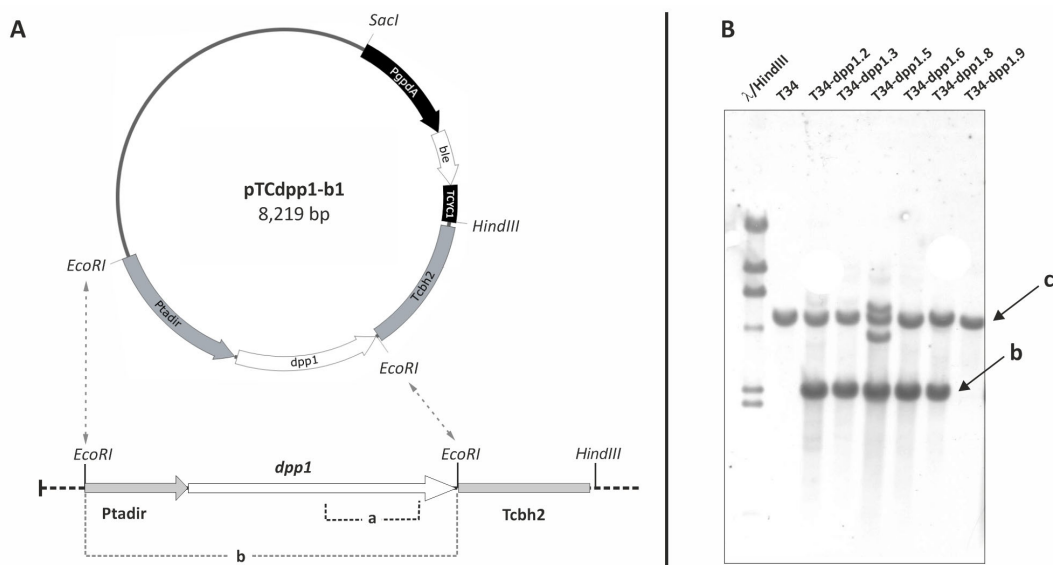 A
SacI
PgpdA
ble
TCYC1
pTCdpp1-b1
8,219 bp
HindIII
EcoRI
Tcbh2
Ptadir
dpp1
EcoRI
EcoRI
dpp1
EcoRI
HindIII
Ptadir
a
Tcbh2
b
B
λ/HindIII
T34
T34-dpp1.2
T34-dpp1.3
T34-dpp1.5
T34-dpp1.6
T34-dpp1.8
T34-dpp1.9
c
b